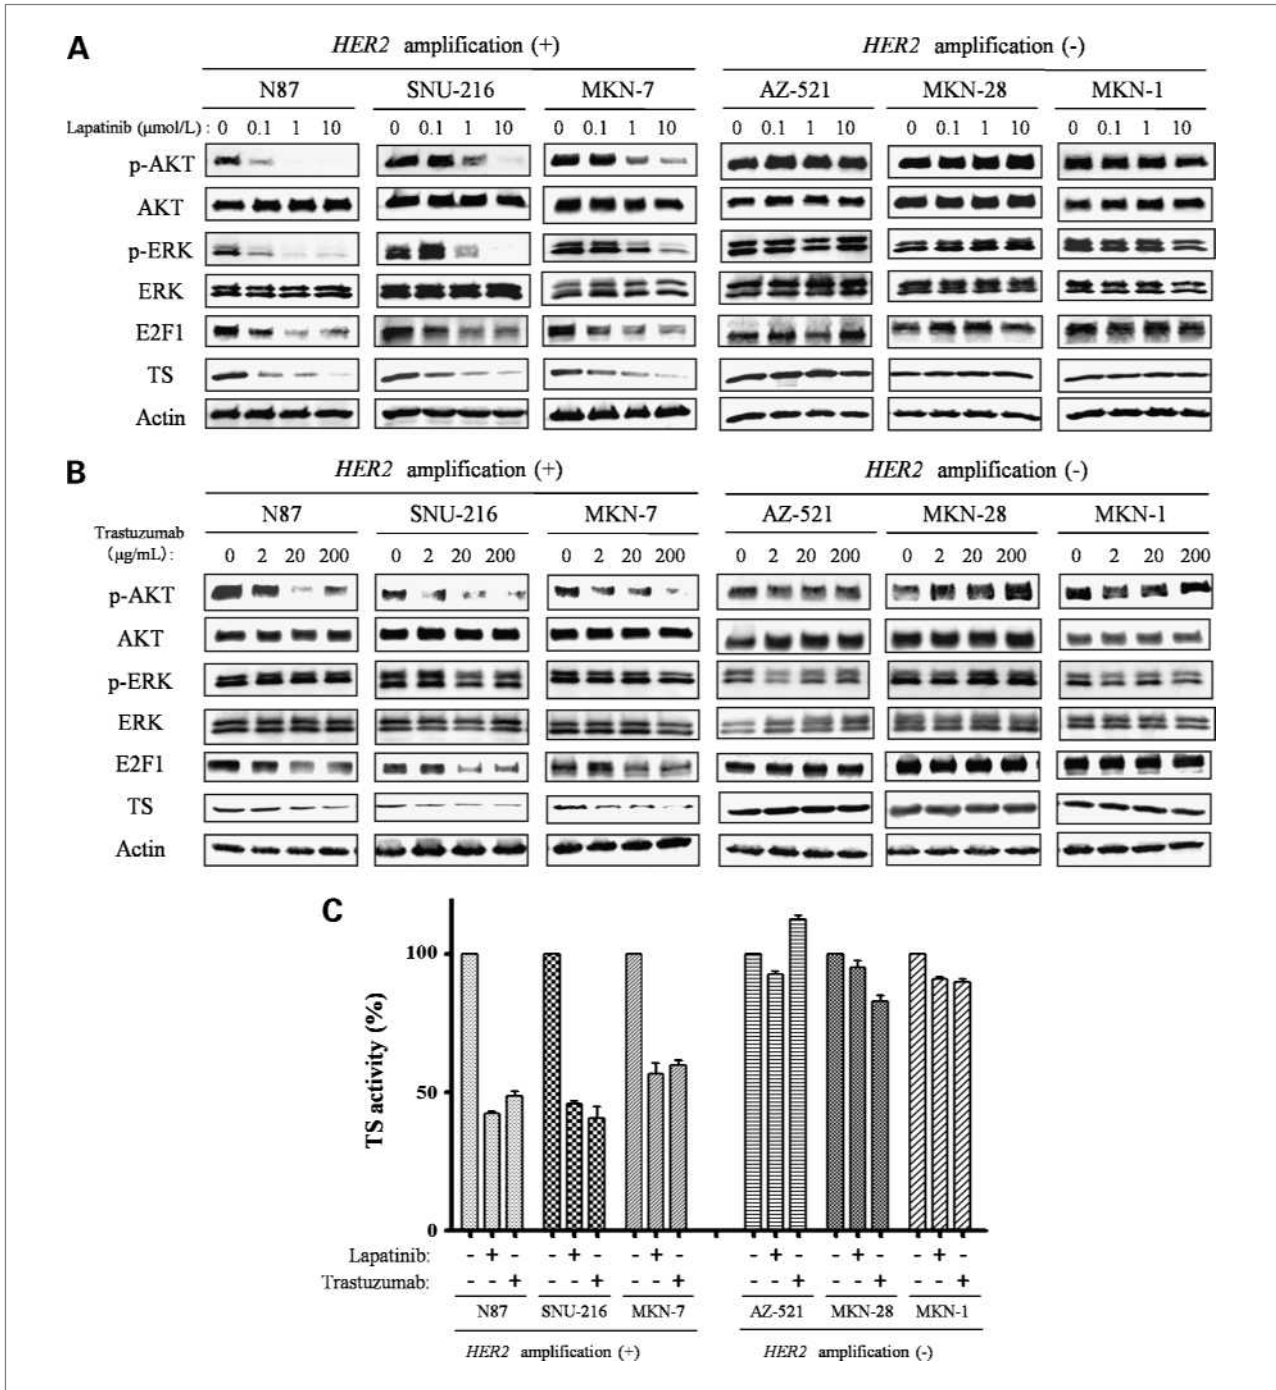 A
HER2 amplification (+) HER2 amplification (-)
N87 SNU-216 MKN-7 AZ-521 MKN-28 MKN-1
Lapatinib (μmol/L) : 0 0.1 1 10 0 0.1 1 10 0 0.1 1 10 0 0.1 1 10 0 0.1 1 10 0 0.1 1 10
p-AKT
AKT
p-ERK
ERK
E2F1
TS
Actin
B
HER2 amplification (+) HER2 amplification (-)
N87 SNU-216 MKN-7 AZ-521 MKN-28 MKN-1
Trastuzumab
(μg/mL) : 0 2 20 200 0 2 20 200 0 2 20 200 0 2 20 200 0 2 20 200 0 2 20 200
p-AKT
AKT
p-ERK
ERK
E2F1
TS
Actin
C
TS activity (%)
100
50
0
Lapatinib: - + - - + - - + - - + - - + - - + -
Trastuzumab: - - + - - + - - + - - + - - + - - +
N87 SNU-216 MKN-7 AZ-521 MKN-28 MKN-1
HER2 amplification (+) HER2 amplification (-)